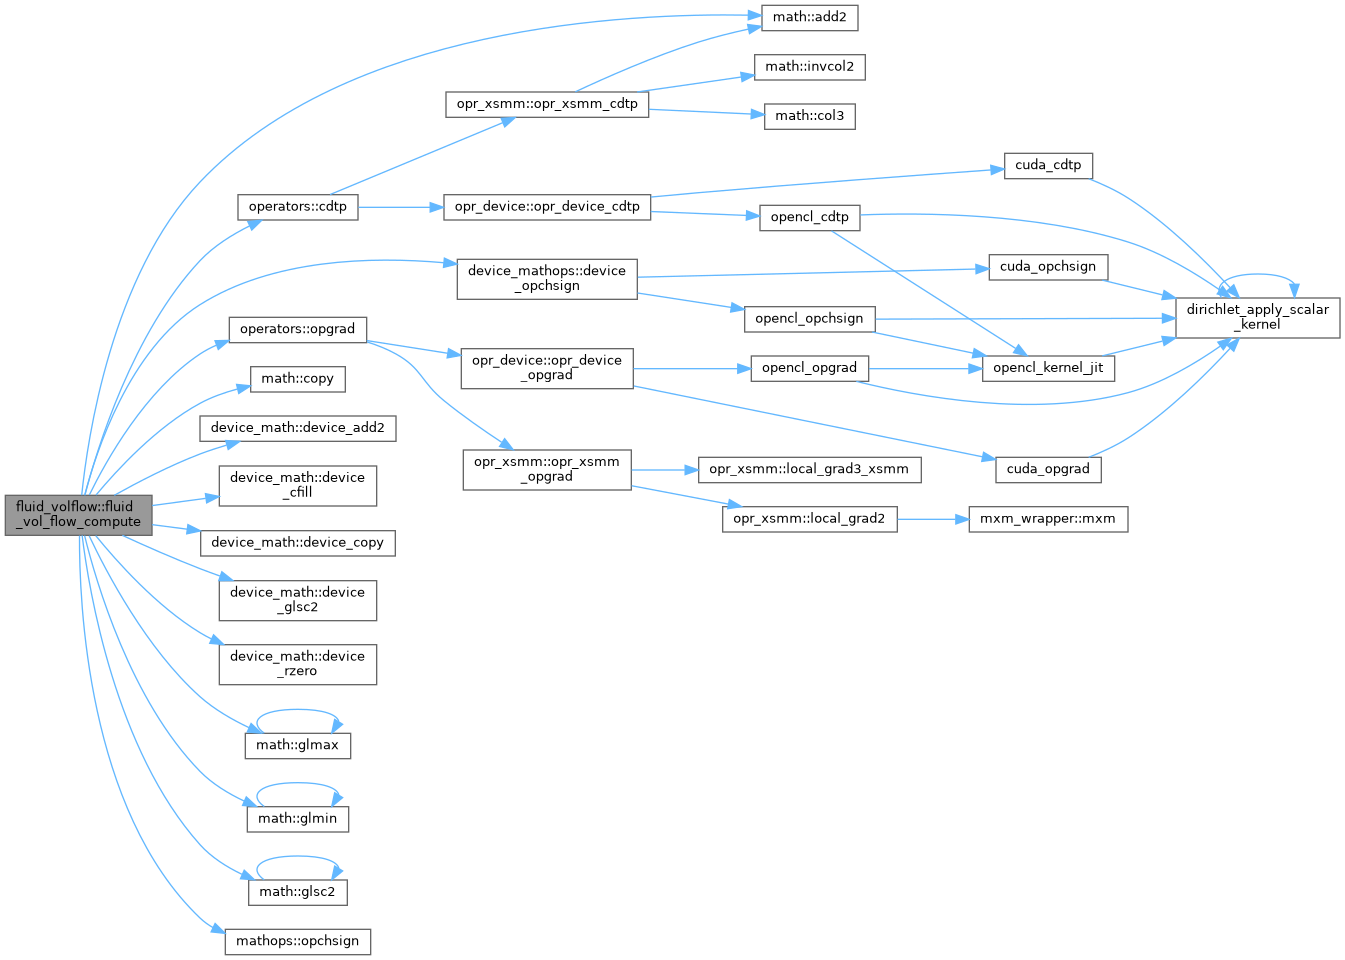 math::add2
math::invcol2
opr_xsmm::opr_xsmm_cdtp
math::col3
cuda_cdtp
operators::cdtp
opr_device::opr_device_cdtp
opencl_cdtp
device_mathops::device
_opchsign
cuda_opchsign
dirichlet_apply_scalar
_kernel
opencl_opchsign
operators::opgrad
opr_device::opr_device
_opgrad
opencl_opgrad
opencl_kernel_jit
math::copy
device_math::device_add2
opr_xsmm::opr_xsmm
_opgrad
opr_xsmm::local_grad3_xsmm
cuda_opgrad
device_math::device
_cfill
fluid_volflow::fluid
_vol_flow_compute
opr_xsmm::local_grad2
mxm_wrapper::mxm
device_math::device_copy
device_math::device
_glsc2
device_math::device
_rzero
math::glmax
math::glmin
math::glsc2
mathops::opchsign